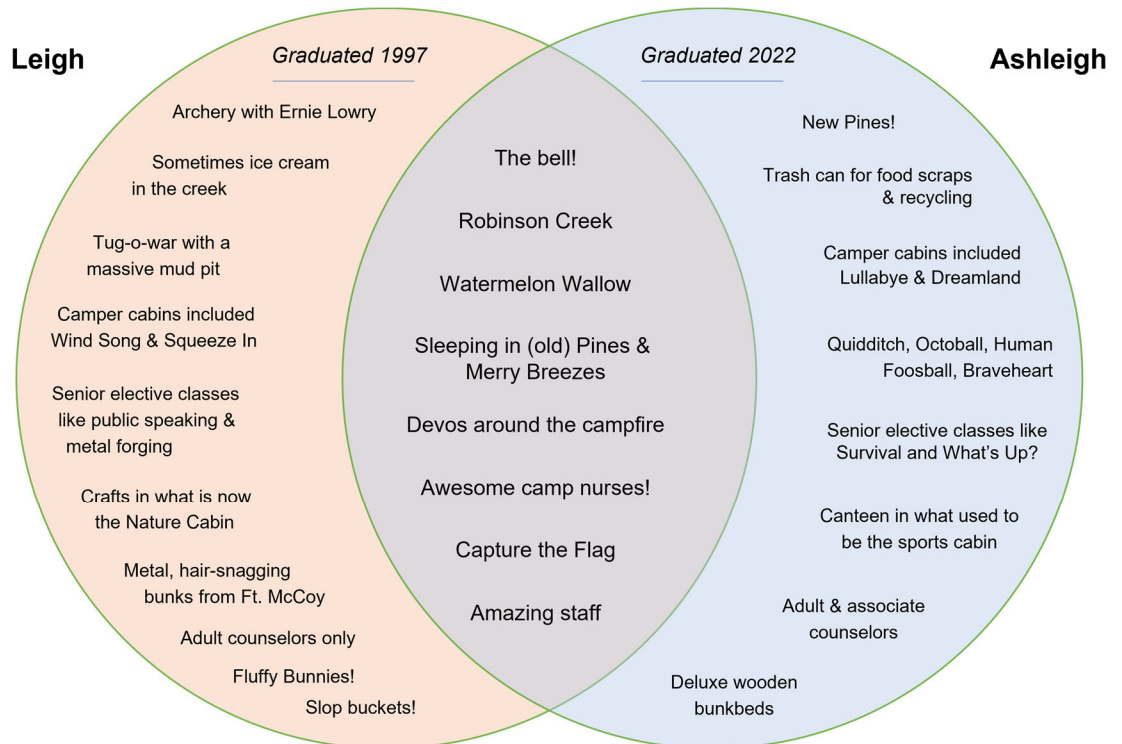 Leigh
Graduated 1997
Archery with Ernie Lowry
Sometimes ice cream
in the creek
Tug-o-war with a
massive mud pit
Camper cabins included
Wind Song & Squeeze In
Senior elective classes
like public speaking &
metal forging
Crafts in what is now
the Nature Cabin
Metal, hair-snagging
bunks from Ft. McCoy
Adult counselors only
Fluffy Bunnies!
Slop buckets!
The bell!
Robinson Creek
Watermelon Wallow
Sleeping in (old) Pines &
Merry Breezes
Devos around the campfire
Awesome camp nurses!
Capture the Flag
Amazing staff
Ashleigh
Graduated 2022
New Pines!
Trash can for food scraps
& recycling
Camper cabins included
Lullabye & Dreamland
Quidditch, Octoball, Human
Foosball, Braveheart
Senior elective classes like
Survival and What's Up?
Canteen in what used to
be the sports cabin
Adult & associate
counselors
Deluxe wooden
bunkbeds